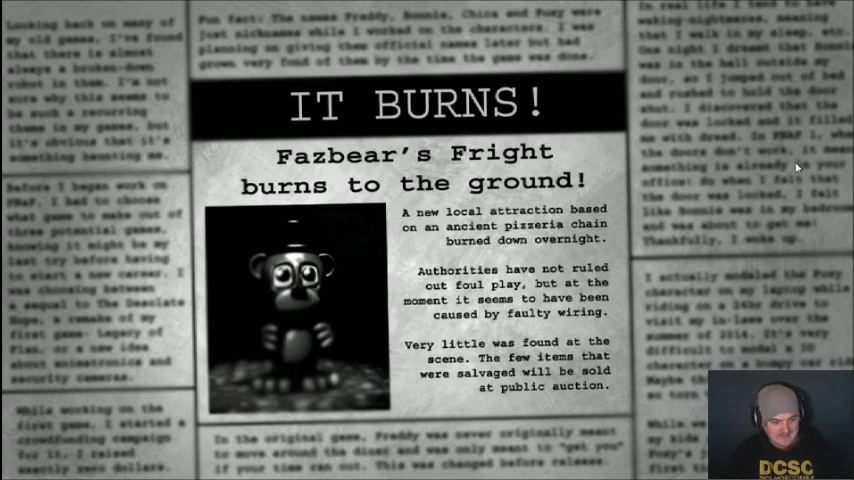 Looking back on many of
my old games, I've found
that there is almost
always a broken-down
robot in them. I'm not
sure why this seems to
be such a recurring
theme in my games, but
it's obvious that it's
something haunting me.
Before I began work on
FNaF, I had to choose
what game to make out of
three potential games,
knowing it might be my
last try before having
to start a new career. I
was choosing between
a sequel to The Desolate
Hope, a remake of my
first game- Legacy of
Flan, or a new idea
about animatronics and
security cameras.
While working on the
first game, I started a
crowdfunding campaign
for it. I raised
exactly zero dollars.
Fun fact: The names Freddy, Bonnie, Chica and Foxy were
just nicknames while I worked on the characters. I was
planning on giving them official names later but had
grown very fond of them by the time the game was done.
IT BURNS!
Fazbear's Fright
burns to the ground!
A new local attraction based
on an ancient pizzeria chain
burned down overnight.
Authorities have not ruled
out foul play, but at the
moment it seems to have been
caused by faulty wiring.
Very little was found at the
scene. The few items that
were salvaged will be sold
at public auction.
In the original game, Freddy was never originally meant
to move around the diner and was only meant to "get you"
if your time ran out. This was changed before release.
In real life I tend to have
waking-nightmares, meaning
that I walk in my sleep, etc.
One night I dreamt that Bonnie
was in the hall outside my
door, so I jumped out of bed
and rushed to hold the door
shut. I discovered that the
door was locked and it filled
me with dread. In FNAF 1, when
the doors don't work, it means
something is already in your
office! So when I felt that
the door was locked, I felt
like Bonnie was in my bedroom
and was about to get me!
Thankfully, I woke up.
I actually modeled the Foxy
character on my laptop while
riding on a 24hr drive to
visit my in-laws over the
summer of 2014. It's very
difficult to model a 3D
character on a bumpy car ride
Maybe th
so torn
While we
my kids
Foxy's j
first ti
DCSC